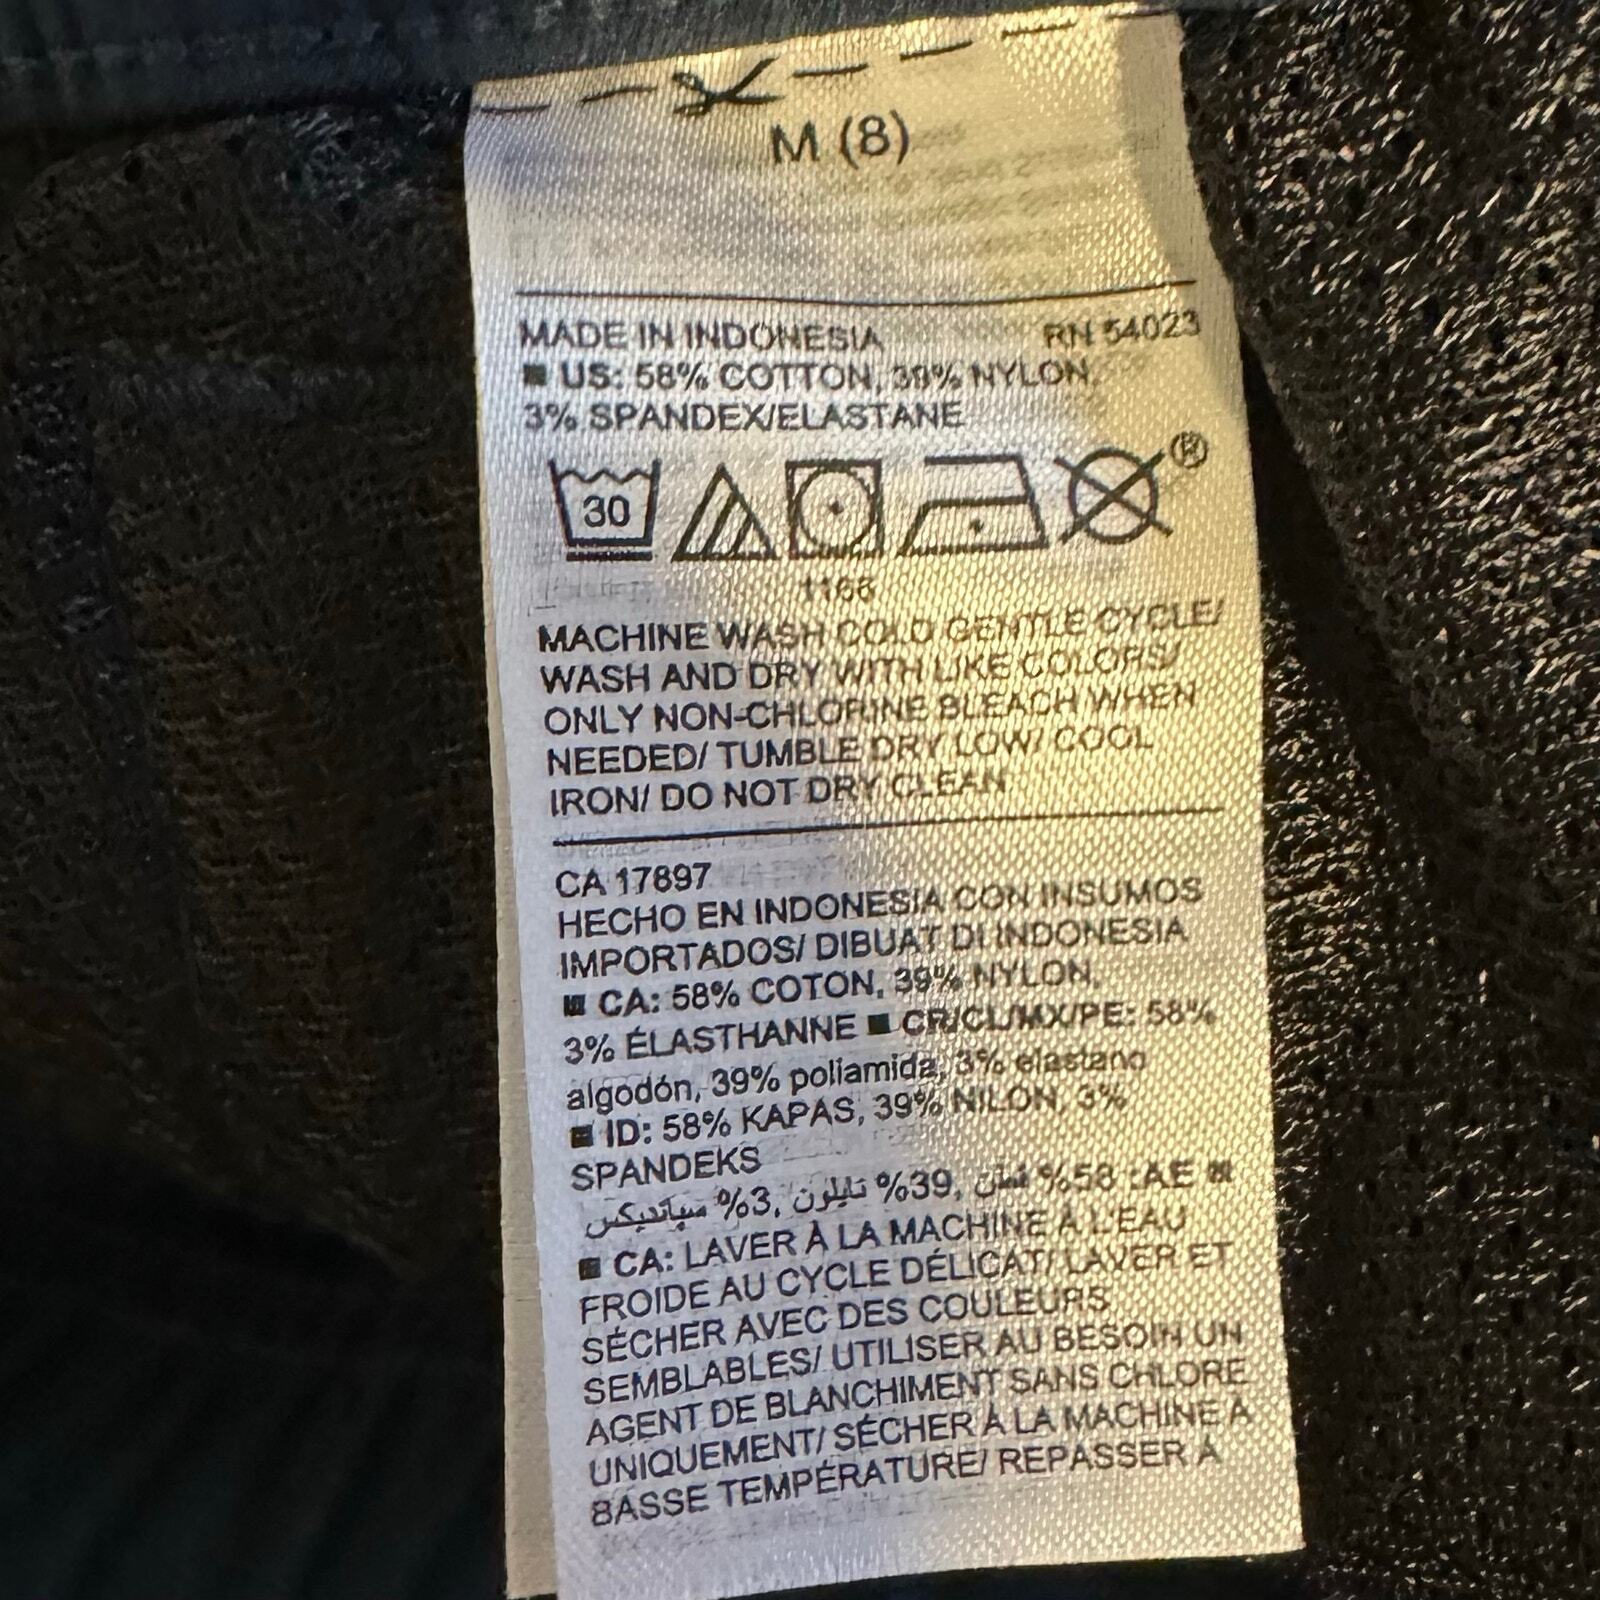 M (8)
MADE IN INDONESIA RN 54023
■ US: 58% COTTON, 39% NYLON,
3% SPANDEX/ELASTANE
30
®
1166
MACHINE WASH COLD GENTLE CYCLE/
WASH AND DRY WITH LIKE COLORS/
ONLY NON-CHLORINE BLEACH WHEN
NEEDED/ TUMBLE DRY LOW/ COOL
IRON/ DO NOT DRY CLEAN
CA 17897
HECHO EN INDONESIA CON INSUMOS
IMPORTADOS/ DIBUAT DI INDONESIA
■ CA: 58% COTON, 39% NYLON,
3% ÉLASTHANNE ■ CR/CL/MX/PE: 58%
algodón, 39% poliamida, 3% elastano
■ ID: 58% KAPAS, 39% NILON, 3%
SPANDEKS
■ AE: 58% قطن, 39% نايلون, 3% سباندیکس
■ CA: LAVER À LA MACHINE À L'EAU
FROIDE AU CYCLE DÉLICAT/ LAVER ET
SÉCHER AVEC DES COULEURS
SEMBLABLES/ UTILISER AU BESOIN UN
AGENT DE BLANCHIMENT SANS CHLORE
UNIQUEMENT/ SÉCHER À LA MACHINE À
BASSE TEMPÉRATURE/ REPASSER À